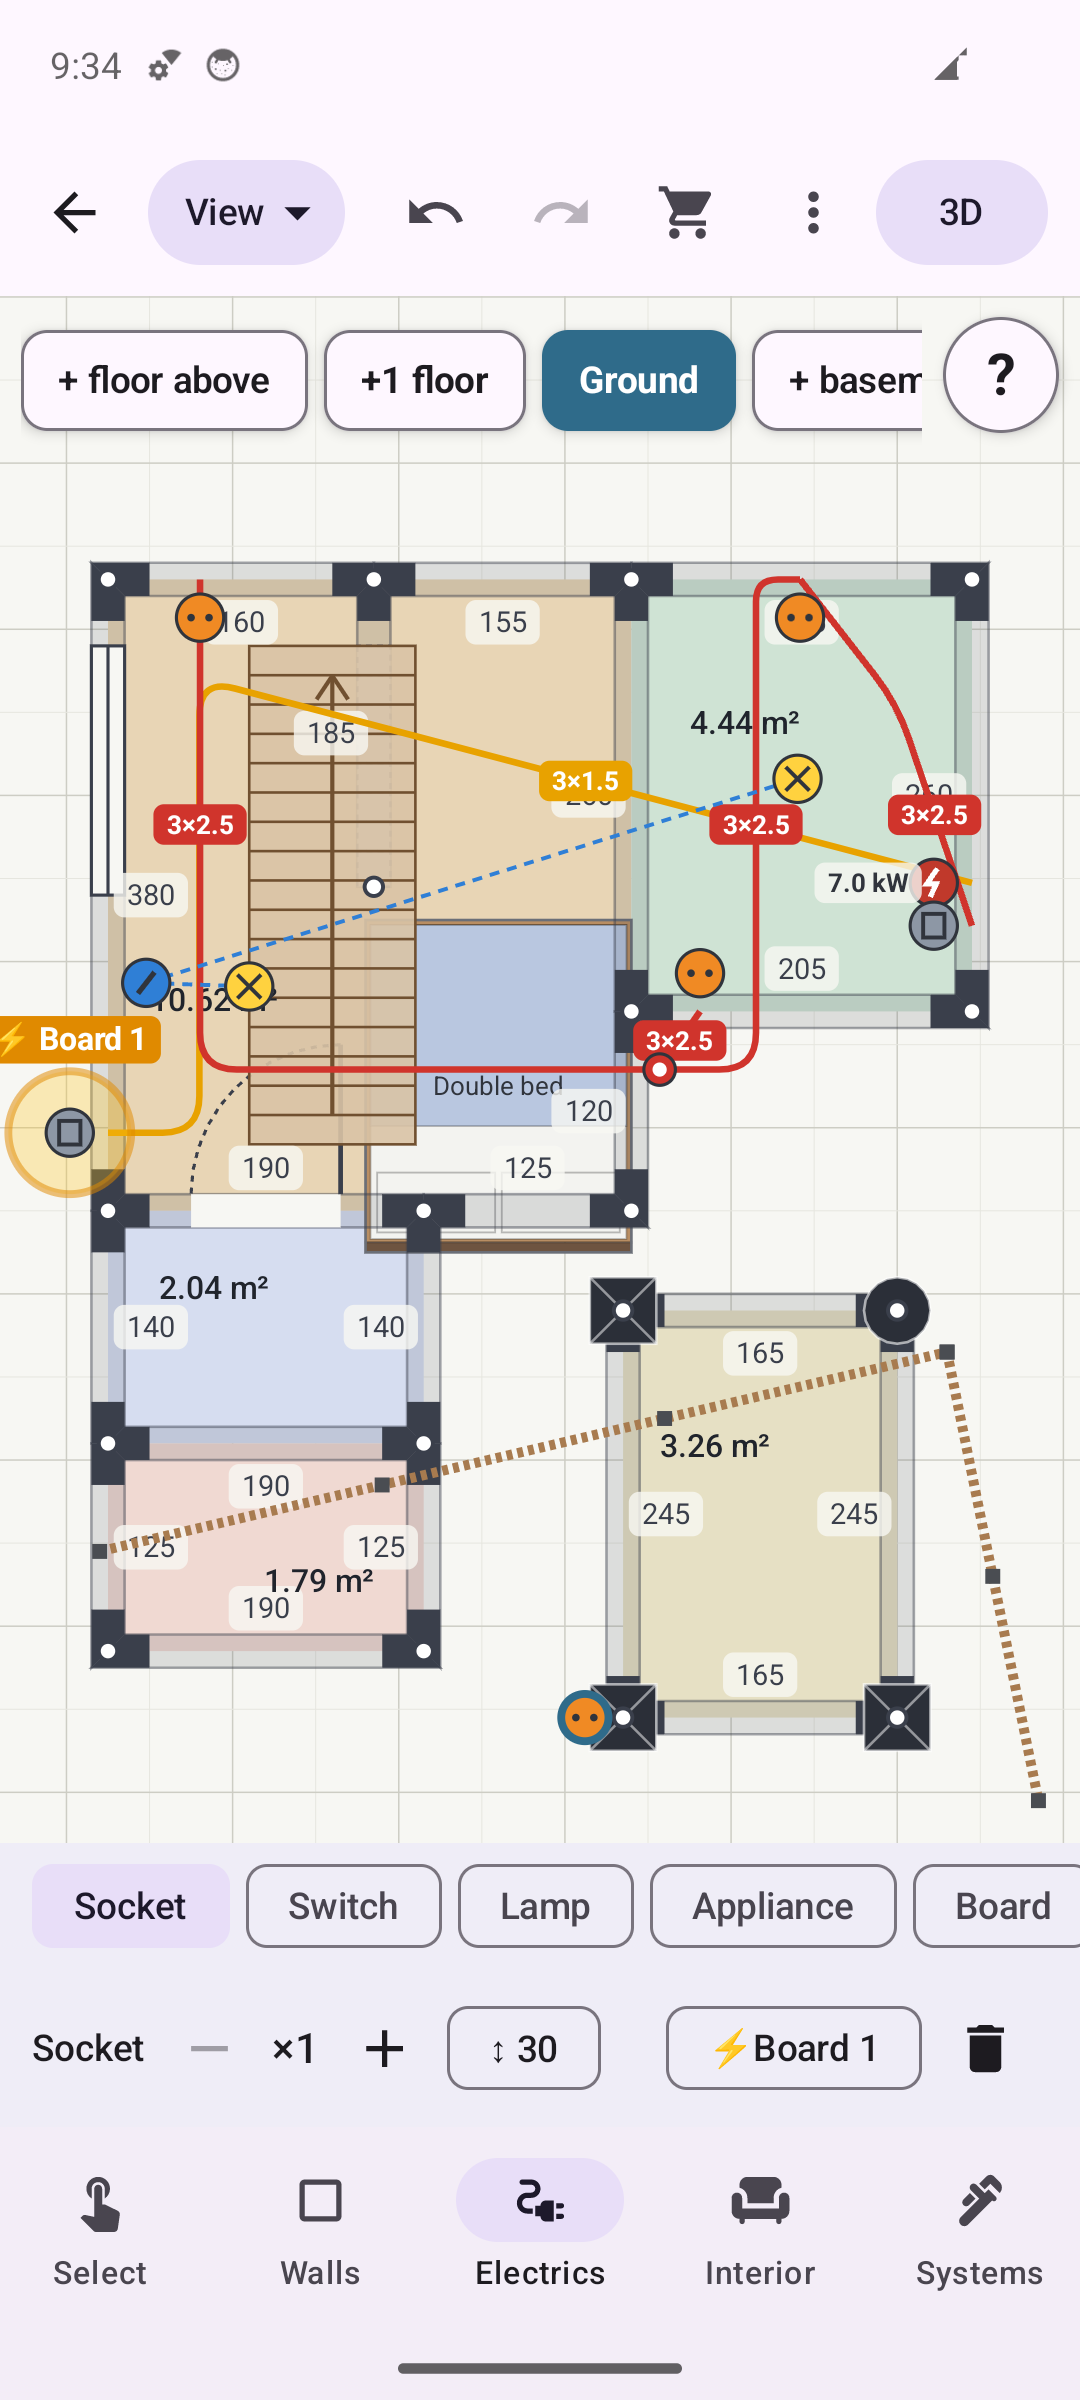 9:34
View
3D
+ floor above
+1 floor
Ground
+ basem
?
160
155
4.44 m²
185
3×1.5
3×2.5
3×2.5
3×2.5
380
7.0 kW
205
⚡ Board 1
3×2.5
Double bed
120
190
125
2.04 m²
140
140
165
3.26 m²
190
125
125
245
245
1.79 m²
190
165
Socket
Switch
Lamp
Appliance
Board
Socket
×1
↕ 30
⚡Board 1
Select
Walls
Electrics
Interior
Systems